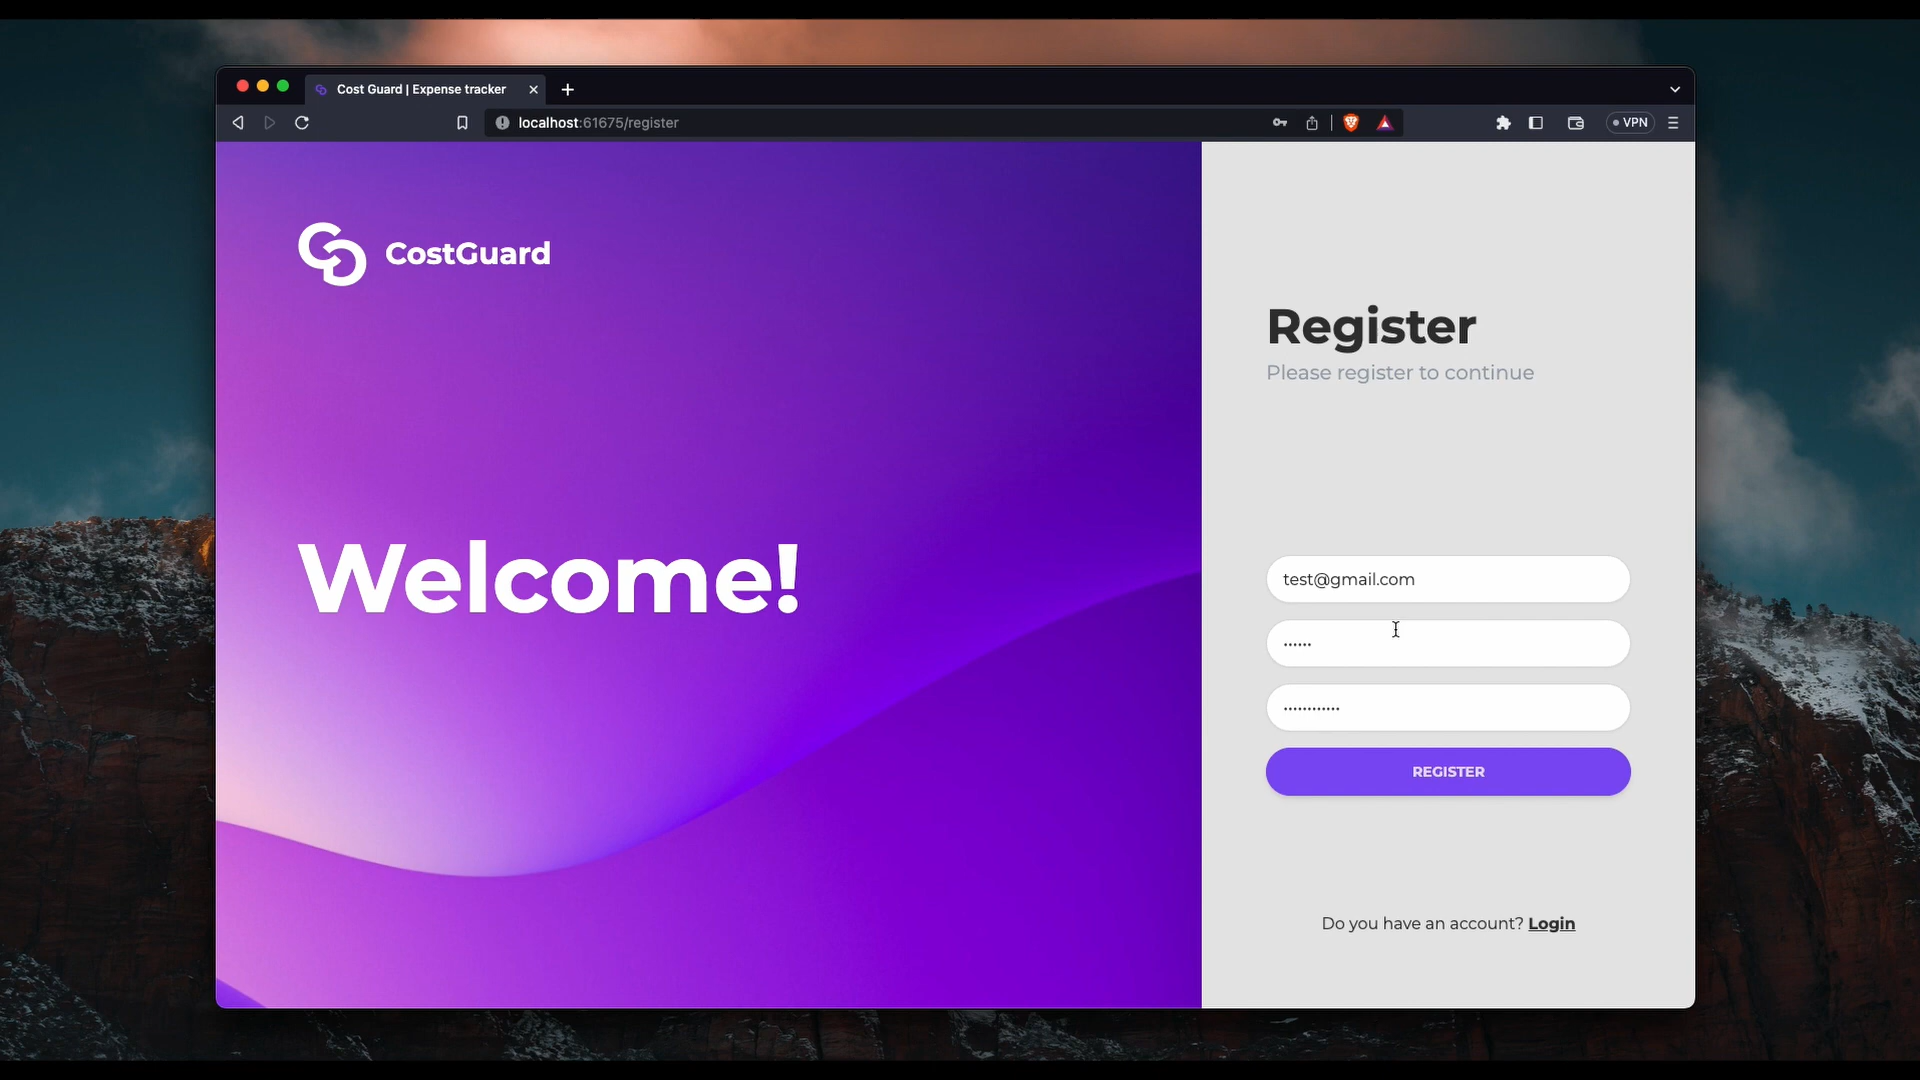 Cost Guard | Expense tracker
localhost:61675/register
VPN
CostGuard
Welcome!
Register
Please register to continue
test@gmail.com
••••••
••••••••••••
REGISTER
Do you have an account? Login